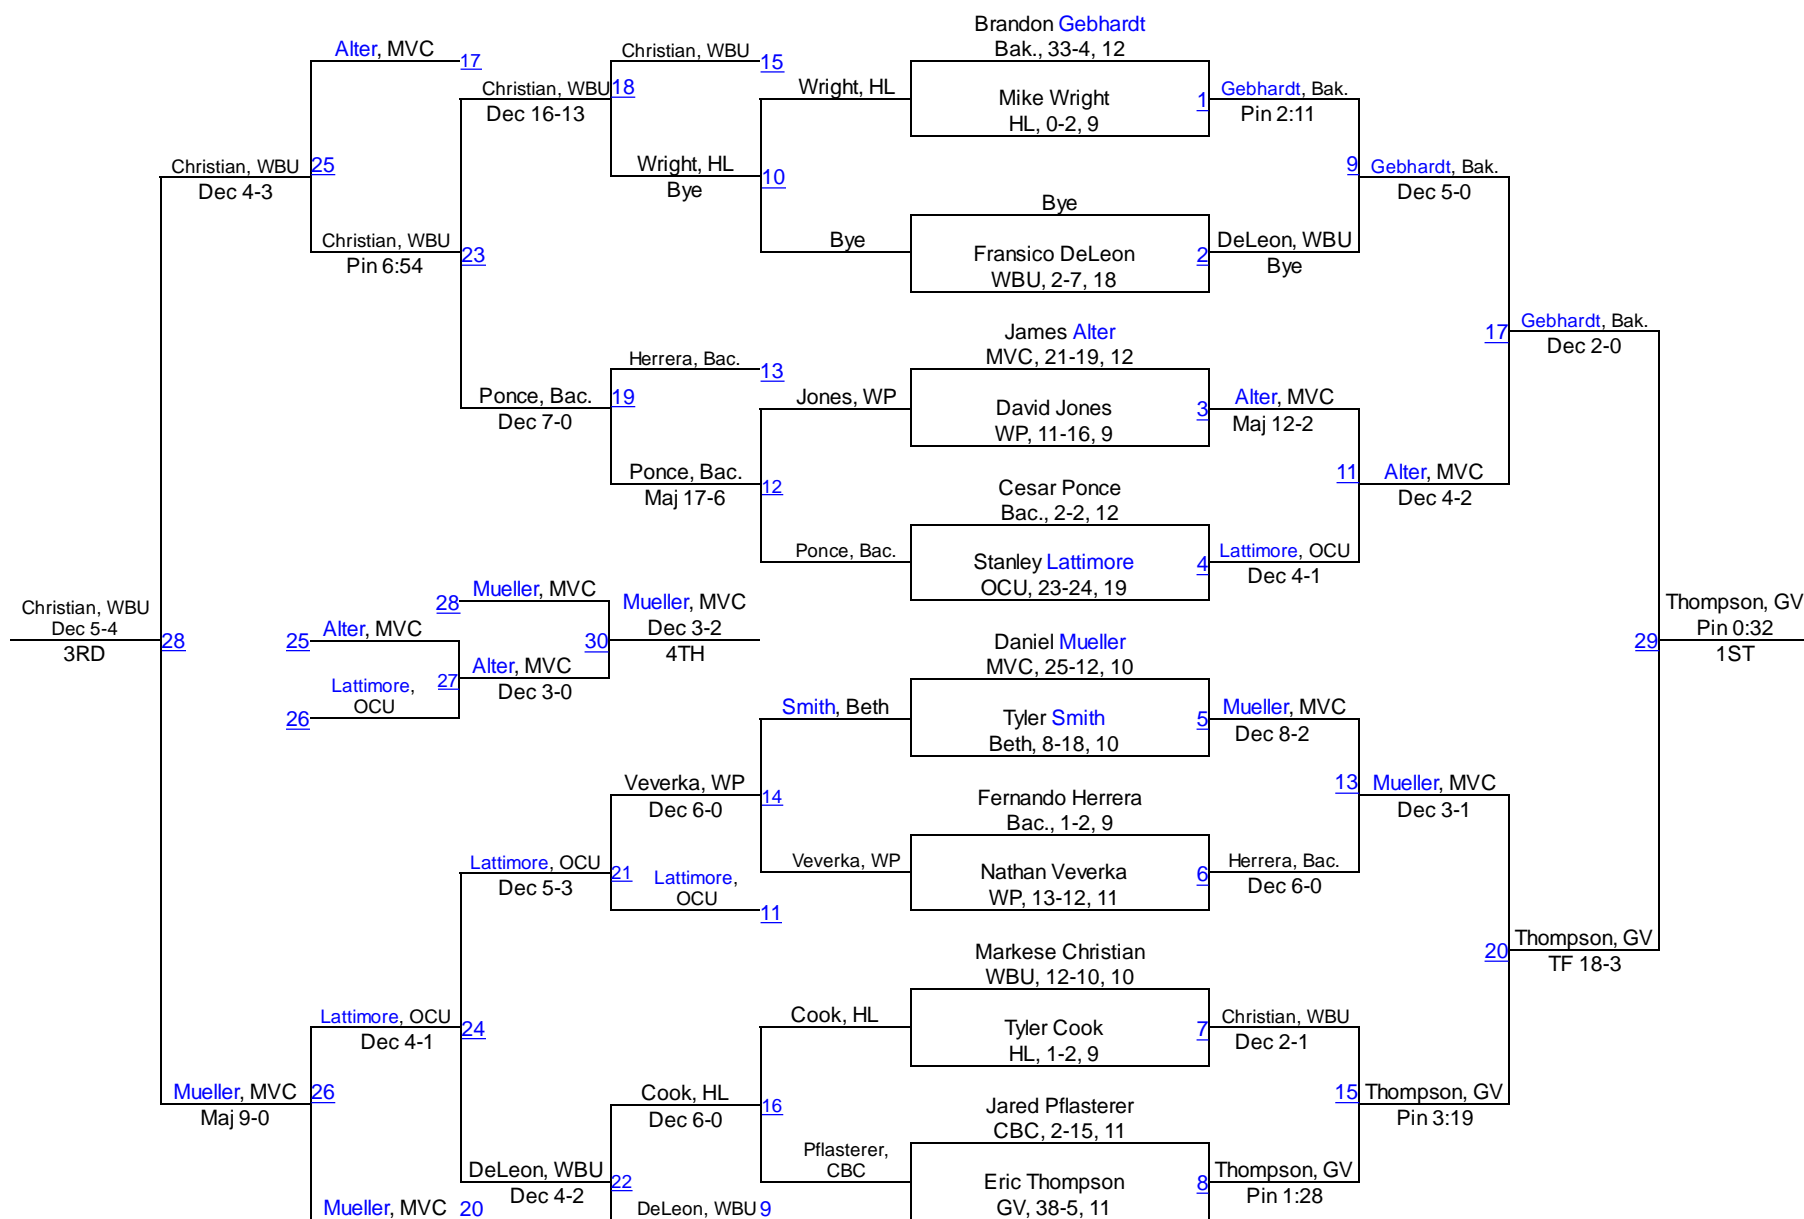 Brandon Gebhardt
Bak., 33-4, 12
Alter, MVC
17
Christian, WBU
15
Christian, WBU
18
Dec 16-13
Wright, HL
Mike Wright
HL, 0-2, 9
1
Gebhardt, Bak.
Pin 2:11
Christian, WBU
25
Dec 4-3
Wright, HL
10
Bye
9
Gebhardt, Bak.
Dec 5-0
Bye
Christian, WBU
23
Pin 6:54
Bye
Fransico DeLeon
WBU, 2-7, 18
2
DeLeon, WBU
Bye
James Alter
MVC, 21-19, 12
17
Gebhardt, Bak.
Dec 2-0
Herrera, Bac.
13
Ponce, Bac.
19
Dec 7-0
Jones, WP
David Jones
WP, 11-16, 9
3
Alter, MVC
Maj 12-2
Ponce, Bac.
12
Maj 17-6
Cesar Ponce
Bac., 2-2, 12
11
Alter, MVC
Dec 4-2
Ponce, Bac.
Stanley Lattimore
OCU, 23-24, 19
4
Lattimore, OCU
Dec 4-1
Mueller, MVC
28
Mueller, MVC
Dec 3-2
30
4TH
Christian, WBU
Dec 5-4
28
3RD
Alter, MVC
25
Alter, MVC
27
Dec 3-0
Lattimore,
OCU
26
Thompson, GV
Pin 0:32
29
1ST
Daniel Mueller
MVC, 25-12, 10
Smith, Beth
Tyler Smith
Beth, 8-18, 10
5
Mueller, MVC
Dec 8-2
Veverka, WP
14
Dec 6-0
Fernando Herrera
Bac., 1-2, 9
13
Mueller, MVC
Dec 3-1
Lattimore, OCU
21
Dec 5-3
Lattimore,
OCU
11
Veverka, WP
Nathan Veverka
WP, 13-12, 11
6
Herrera, Bac.
Dec 6-0
Markese Christian
WBU, 12-10, 10
20
Thompson, GV
TF 18-3
Lattimore, OCU
24
Dec 4-1
Cook, HL
Tyler Cook
HL, 1-2, 9
7
Christian, WBU
Dec 2-1
Mueller, MVC
26
Maj 9-0
Cook, HL
16
Dec 6-0
Jared Pflasterer
CBC, 2-15, 11
15
Thompson, GV
Pin 3:19
Pflasterer,
CBC
DeLeon, WBU
22
Dec 4-2
Eric Thompson
GV, 38-5, 11
8
Thompson, GV
Pin 1:28
Mueller, MVC
20
DeLeon, WBU
9